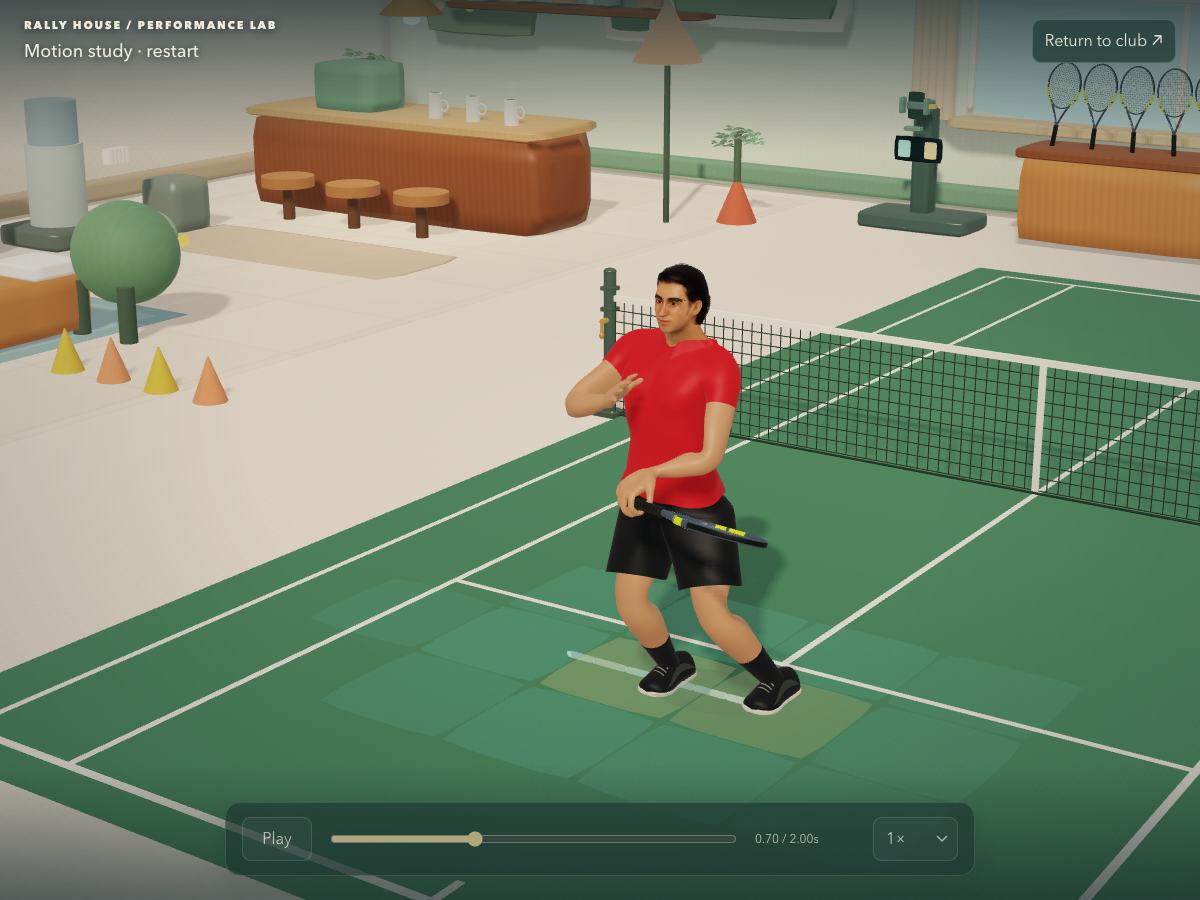 RALLY HOUSE / PERFORMANCE LAB
Motion study · restart
Return to club ↗
Play
0.70 / 2.00s
1×